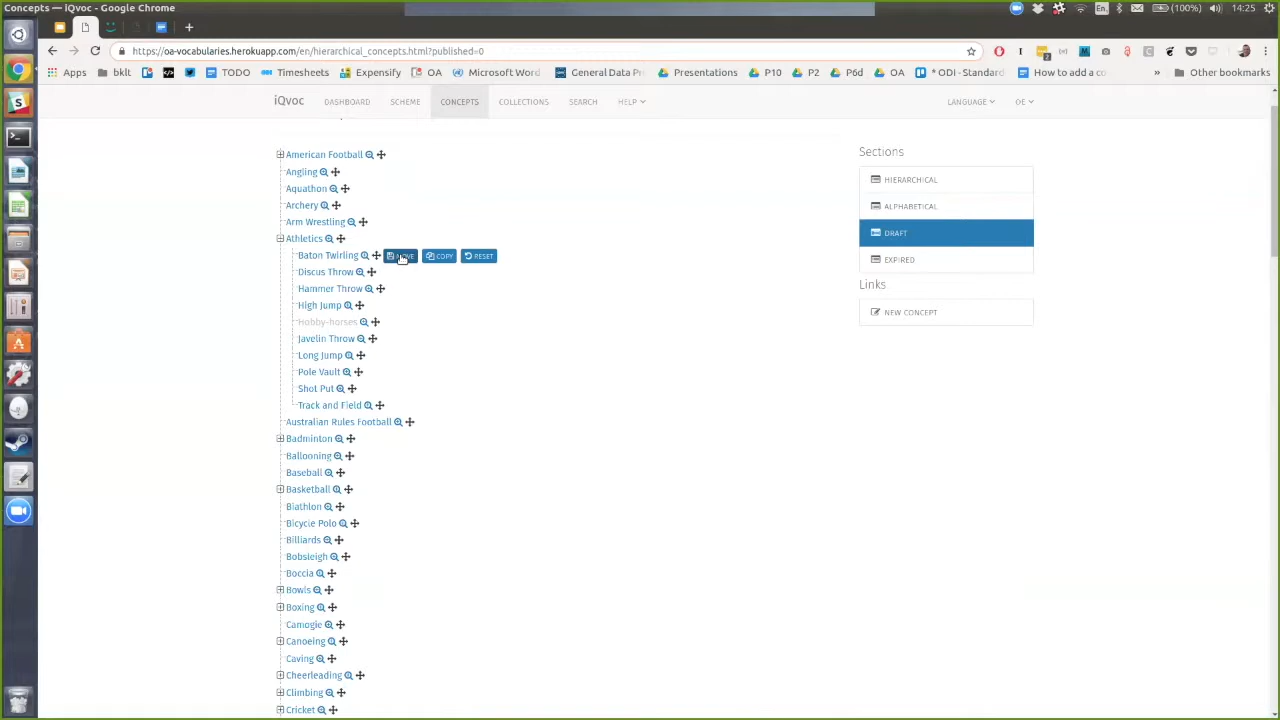 Concepts — iQvoc - Google Chrome
En
(100%)
14:25
https://oa-vocabularies.herokuapp.com/en/hierarchical_concepts.html?published=0
Apps
bklt
TODO
Timesheets
Expensify
OA
Microsoft Word
General Data Pr
Presentations
P10
P2
P6d
OA
* ODI - Standard
How to add a co
»
Other bookmarks
iQvoc
DASHBOARD
SCHEME
CONCEPTS
COLLECTIONS
SEARCH
HELP
LANGUAGE
OE
American Football
Angling
Aquathon
Archery
Arm Wrestling
Athletics
Baton Twirling
COPY
RESET
Discus Throw
Hammer Throw
High Jump
Hobby-horses
Javelin Throw
Long Jump
Pole Vault
Shot Put
Track and Field
Australian Rules Football
Badminton
Ballooning
Baseball
Basketball
Biathlon
Bicycle Polo
Billiards
Bobsleigh
Boccia
Bowls
Boxing
Camogie
Canoeing
Caving
Cheerleading
Climbing
Cricket
Sections
HIERARCHICAL
ALPHABETICAL
DRAFT
EXPIRED
Links
NEW CONCEPT